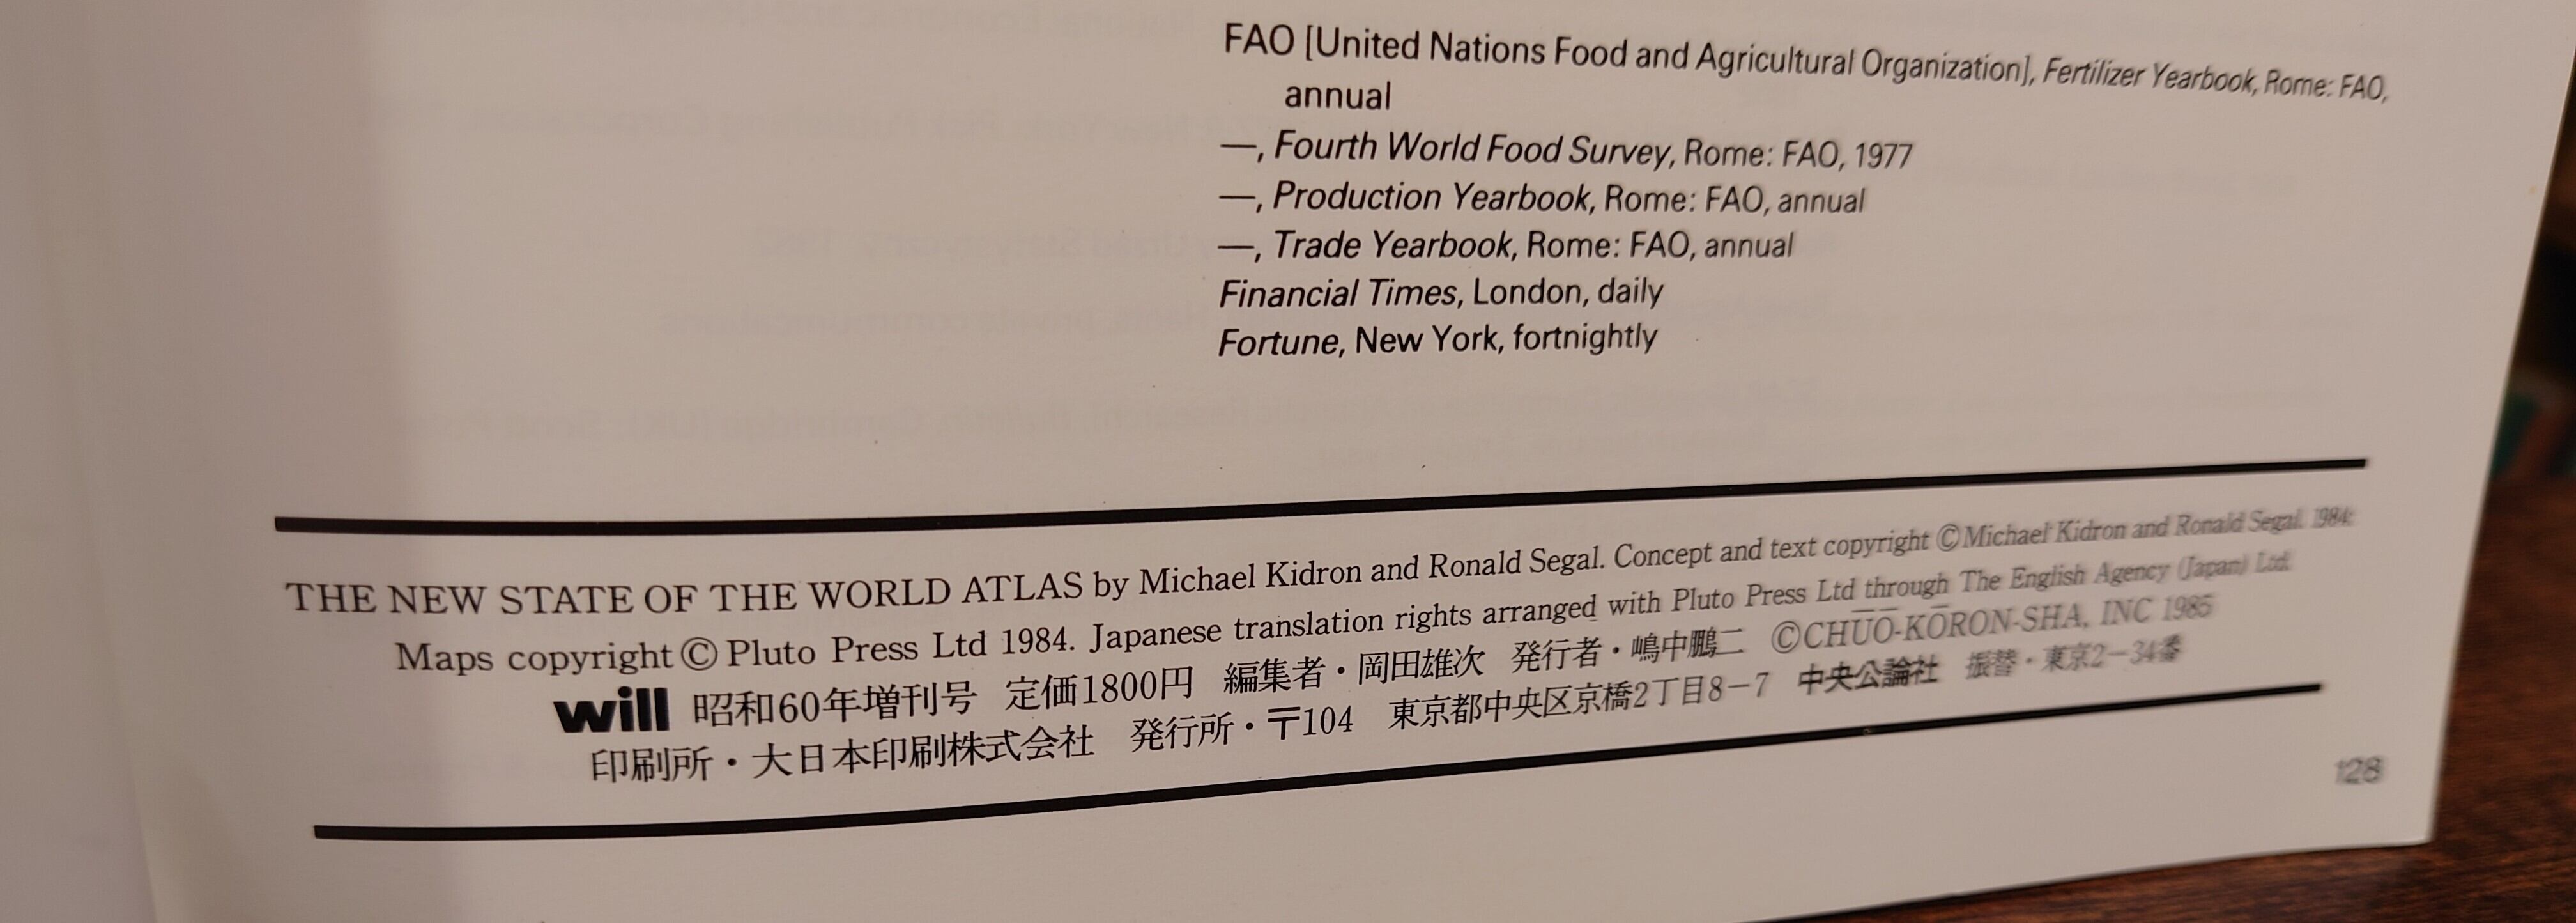 FAO [United Nations Food and Agricultural Organization], Fertilizer Yearbook, Rome: FAO,
annual
—, Fourth World Food Survey, Rome: FAO, 1977
—, Production Yearbook, Rome: FAO, annual
—, Trade Yearbook, Rome: FAO, annual
Financial Times, London, daily
Fortune, New York, fortnightly
THE NEW STATE OF THE WORLD ATLAS by Michael Kidron and Ronald Segal. Concept and text copyright ©Michael Kidron and Ronald Segal. 1984.
Maps copyright © Pluto Press Ltd 1984. Japanese translation rights arranged with Pluto Press Ltd through The English Agency (Japan) Ltd.
will 昭和60年増刊号 定価1800円 編集者・岡田雄次 発行者・嶋中鵬二 ©CHŪŌ-KŌRON-SHA, INC 1985
印刷所・大日本印刷株式会社 発行所・〒104 東京都中央区京橋2丁目8-7 中央公論社 振替・東京2-34番
128